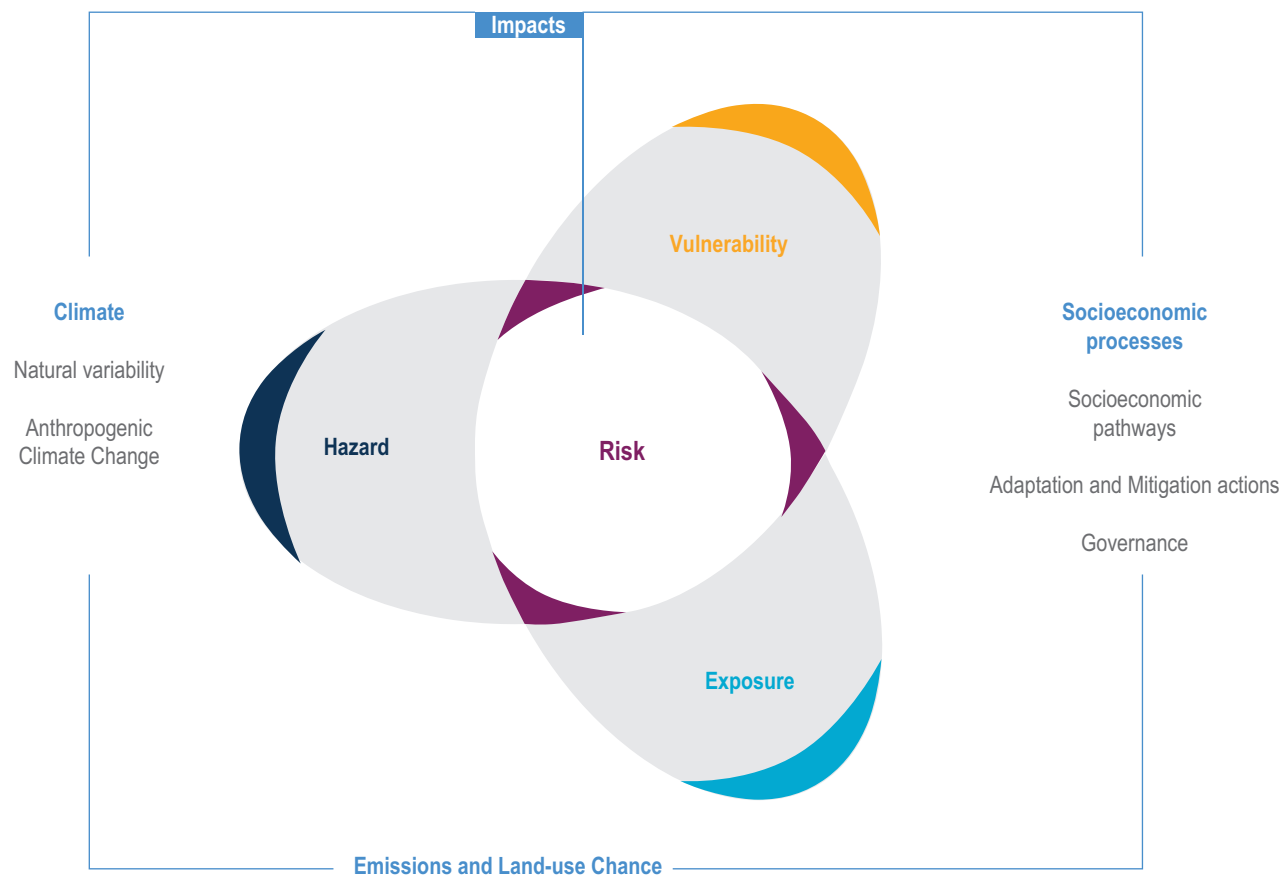 Impacts
Vulnerability
Climate
Natural variability
Anthropogenic
Climate Change
Hazard
Risk
Socioeconomic
processes
Socioeconomic
pathways
Adaptation and Mitigation actions
Governance
Exposure
Emissions and Land-use Chance